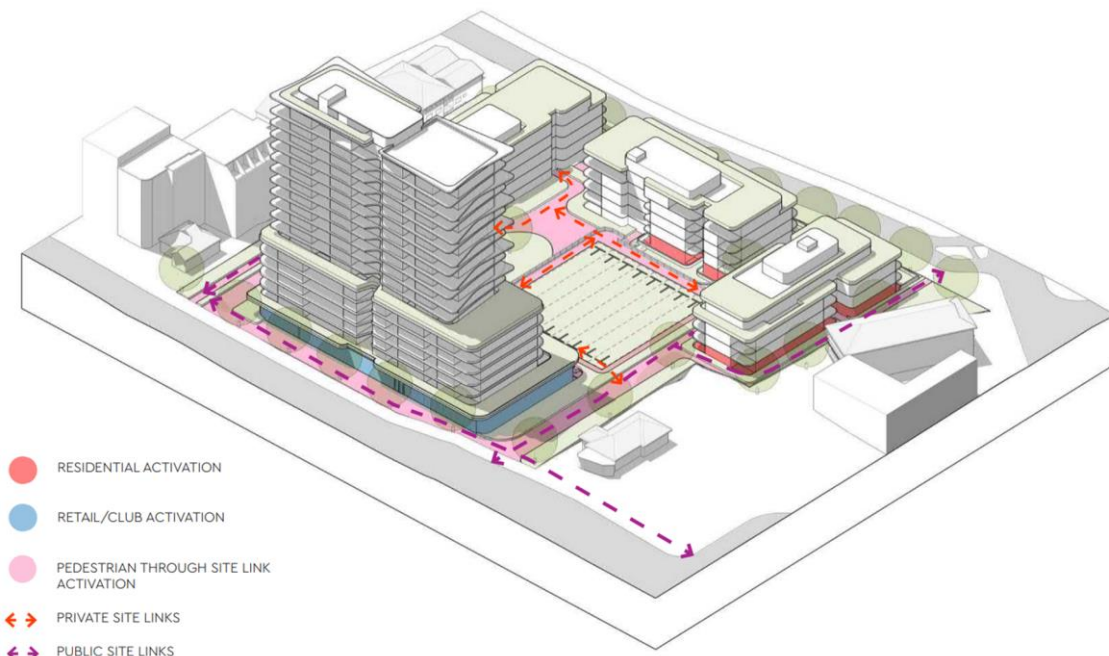 RESIDENTIAL ACTIVATION
RETAIL/CLUB ACTIVATION
PEDESTRIAN THROUGH SITE LINK
ACTIVATION
PRIVATE SITE LINKS
PUBLIC SITE LINKS